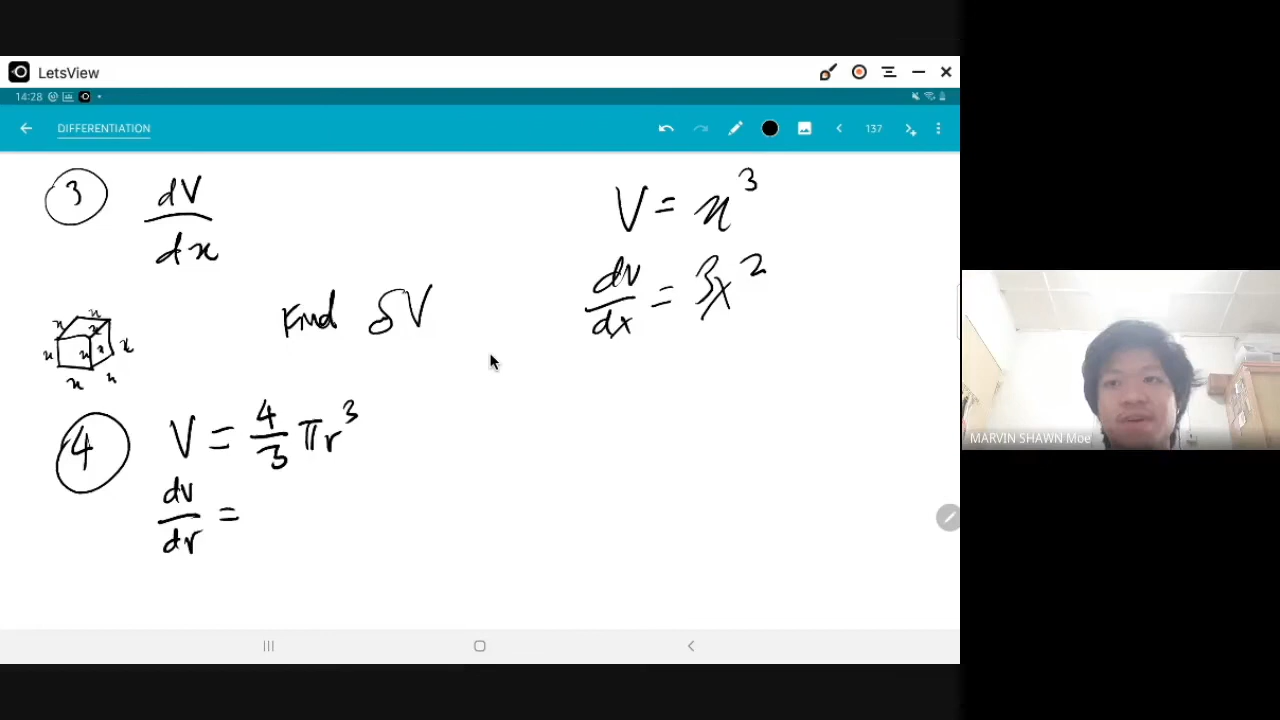 LetsView
14:28
DIFFERENTIATION
137
3
dV/dx
V = x³
dv/dx = 3x²
Find δV
x x x x x x x x
4
V = 4/3 πr³
dv/dr =
MARVIN SHAWN Moe